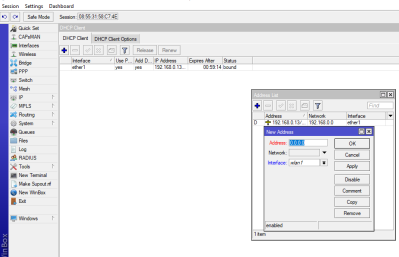 Session Settings Dashboard
Safe Mode Session: 08:55:31:58:C7:4E
Quick Set
CAPsMAN
Interfaces
Wireless
Bridge
PPP
Switch
Mesh
IP
MPLS
Routing
System
Queues
Files
Log
RADIUS
Tools
New Terminal
Make Supout.rif
New WinBox
Exit
Windows
DHCP Client
DHCP Client DHCP Client Options
Release Renew
Interface Use P... Add D... IP Address Expires After Status
ether1 yes yes 192.168.0.13... 00:59:14 bound
Address List
Find
Address Network Interface
D 192.168.0.13/... 192.168.0.0 ether1
New Address
Address: 0.0.0.0
Network:
Interface: wlan1
OK
Cancel
Apply
Disable
Comment
Copy
Remove
enabled
1 item